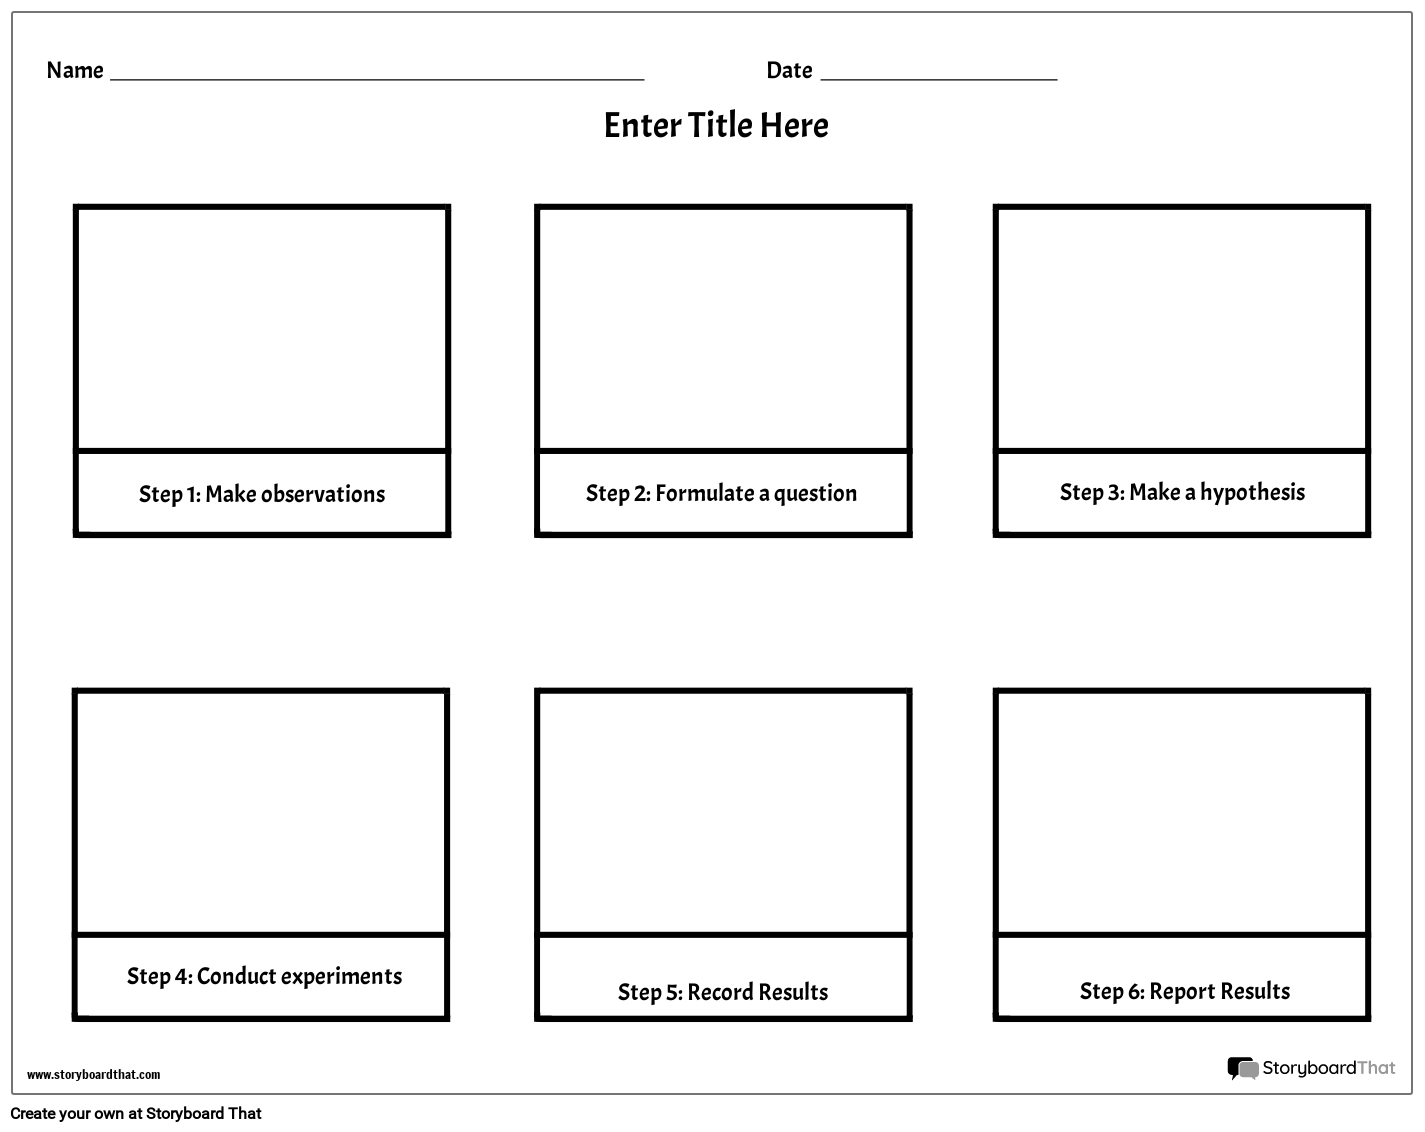 Name Date
Enter Title Here
Step 1: Make observations
Step 2: Formulate a question
Step 3: Make a hypothesis
Step 4: Conduct experiments
Step 5: Record Results
Step 6: Report Results
www.storyboardthat.com
StoryboardThat
Create your own at Storyboard That